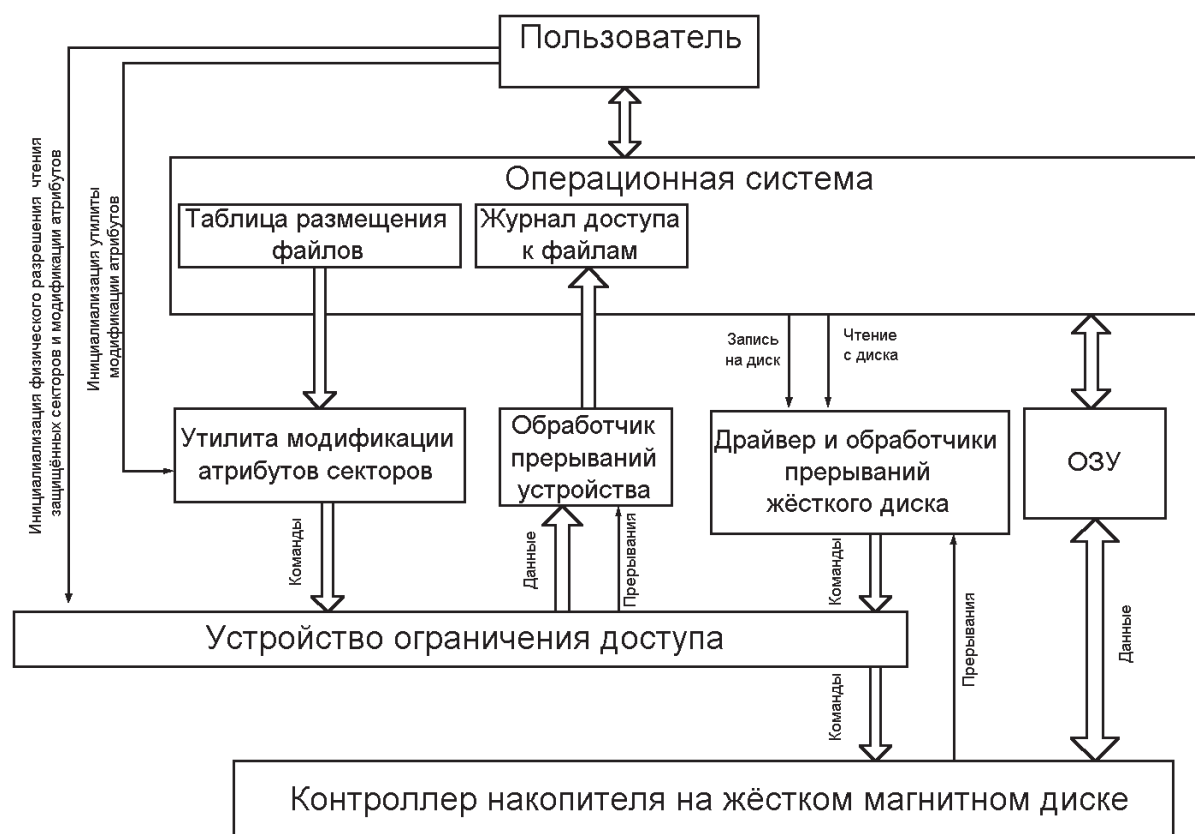 Пользователь
Инициализация физического разрешения чтения
защищённых секторов и модификации атрибутов
Инициализация утилиты
модификации атрибутов
Операционная система
Таблица размещения
файлов
Журнал доступа
к файлам
Запись
на диск
Чтение
с диска
Утилита модификации
атрибутов секторов
Обработчик
прерываний
устройства
Драйвер и обработчики
прерываний
жёсткого диска
ОЗУ
Команды
Данные
Прерывания
Команды
Прерывания
Данные
Устройство ограничения доступа
Команды
Контроллер накопителя на жёстком магнитном диске